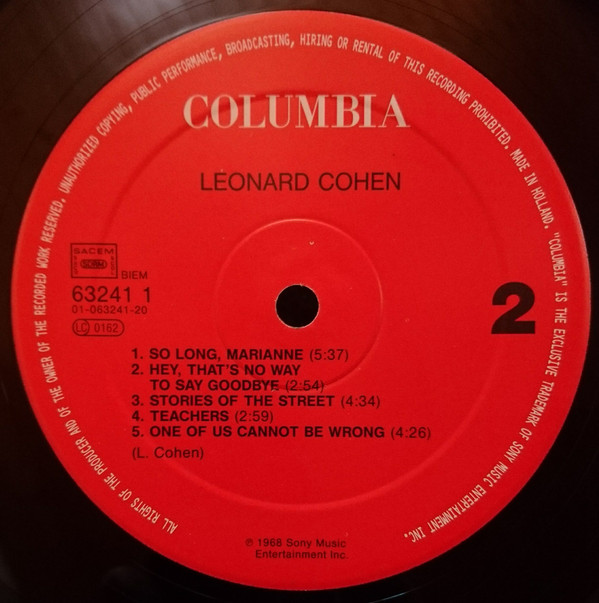 ALL RIGHTS OF THE PRODUCER AND OF THE OWNER OF THE RECORDED WORK RESERVED. UNAUTHORIZED COPYING, PUBLIC PERFORMANCE, BROADCASTING, HIRING OR RENTAL OF THIS RECORDING PROHIBITED. MADE IN HOLLAND. "COLUMBIA" IS THE EXCLUSIVE TRADEMARK OF SONY MUSIC ENTERTAINMENT INC.
COLUMBIA
LEONARD COHEN
SACEM
SDRM
BIEM
63241 1
01-063241-20
LC 0162
2
1. SO LONG, MARIANNE (5:37)
2. HEY, THAT'S NO WAY
TO SAY GOODBYE (2:54)
3. STORIES OF THE STREET (4:34)
4. TEACHERS (2:59)
5. ONE OF US CANNOT BE WRONG (4:26)
(L. Cohen)
℗ 1968 Sony Music
Entertainment Inc.